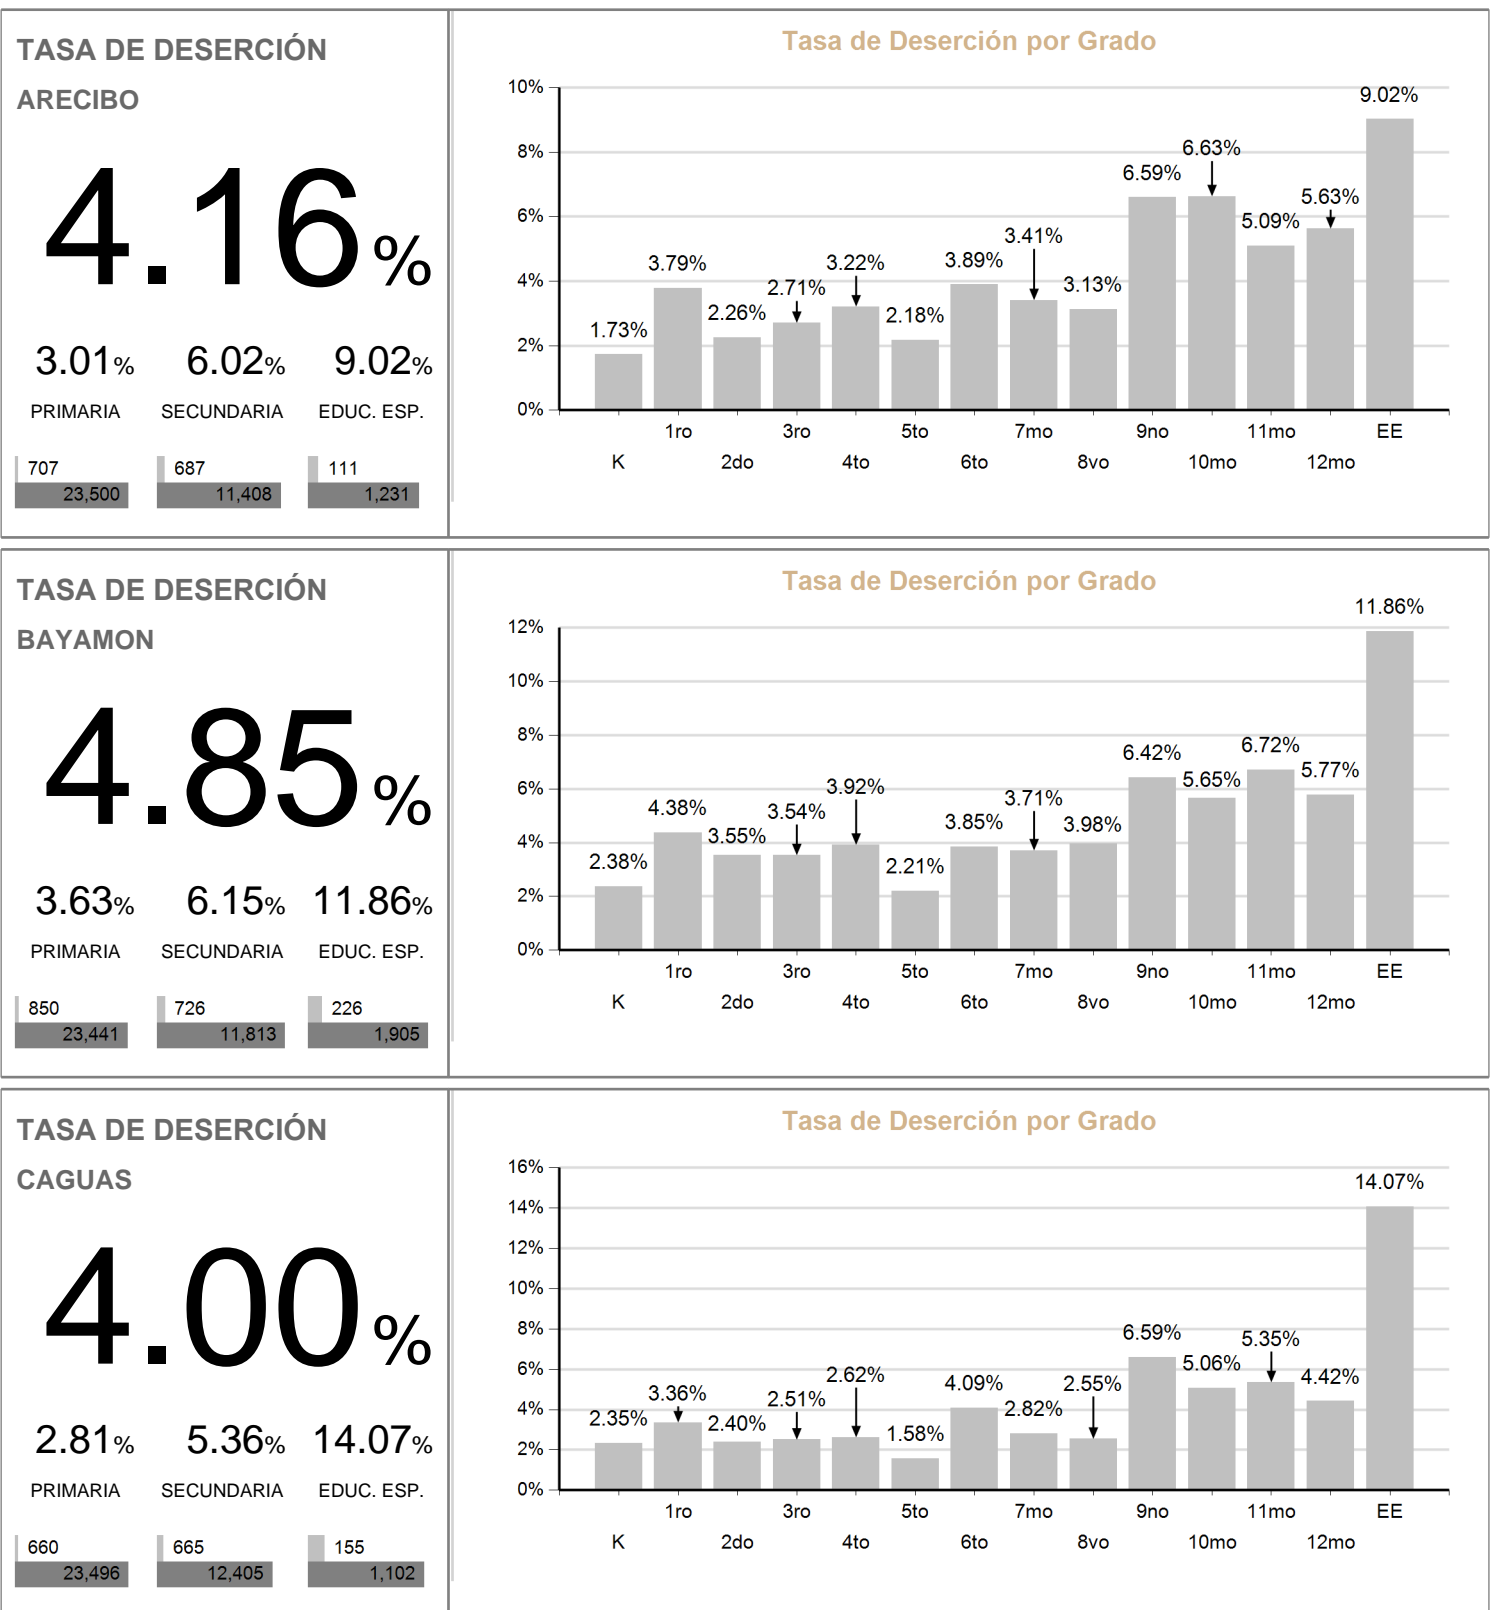 TASA DE DESERCIÓN
ARECIBO
4.16%
3.01% 6.02% 9.02%
PRIMARIA SECUNDARIA EDUC. ESP.
707 687 111
23,500 11,408 1,231
Tasa de Deserción por Grado
10%
8%
6%
4%
2%
0%
1.73% 3.79% 2.26% 2.71% 3.22% 2.18% 3.89% 3.41% 3.13% 6.59% 6.63% 5.09% 5.63% 9.02%
1ro 3ro 5to 7mo 9no 11mo EE
K 2do 4to 6to 8vo 10mo 12mo
TASA DE DESERCIÓN
BAYAMON
4.85%
3.63% 6.15% 11.86%
PRIMARIA SECUNDARIA EDUC. ESP.
850 726 226
23,441 11,813 1,905
Tasa de Deserción por Grado
12%
10%
8%
6%
4%
2%
0%
2.38% 4.38% 3.55% 3.54% 3.92% 2.21% 3.85% 3.71% 3.98% 6.42% 5.65% 6.72% 5.77% 11.86%
1ro 3ro 5to 7mo 9no 11mo EE
K 2do 4to 6to 8vo 10mo 12mo
TASA DE DESERCIÓN
CAGUAS
4.00%
2.81% 5.36% 14.07%
PRIMARIA SECUNDARIA EDUC. ESP.
660 665 155
23,496 12,405 1,102
Tasa de Deserción por Grado
16%
14%
12%
10%
8%
6%
4%
2%
0%
2.35% 3.36% 2.40% 2.51% 2.62% 1.58% 4.09% 2.82% 2.55% 6.59% 5.06% 5.35% 4.42% 14.07%
1ro 3ro 5to 7mo 9no 11mo EE
K 2do 4to 6to 8vo 10mo 12mo